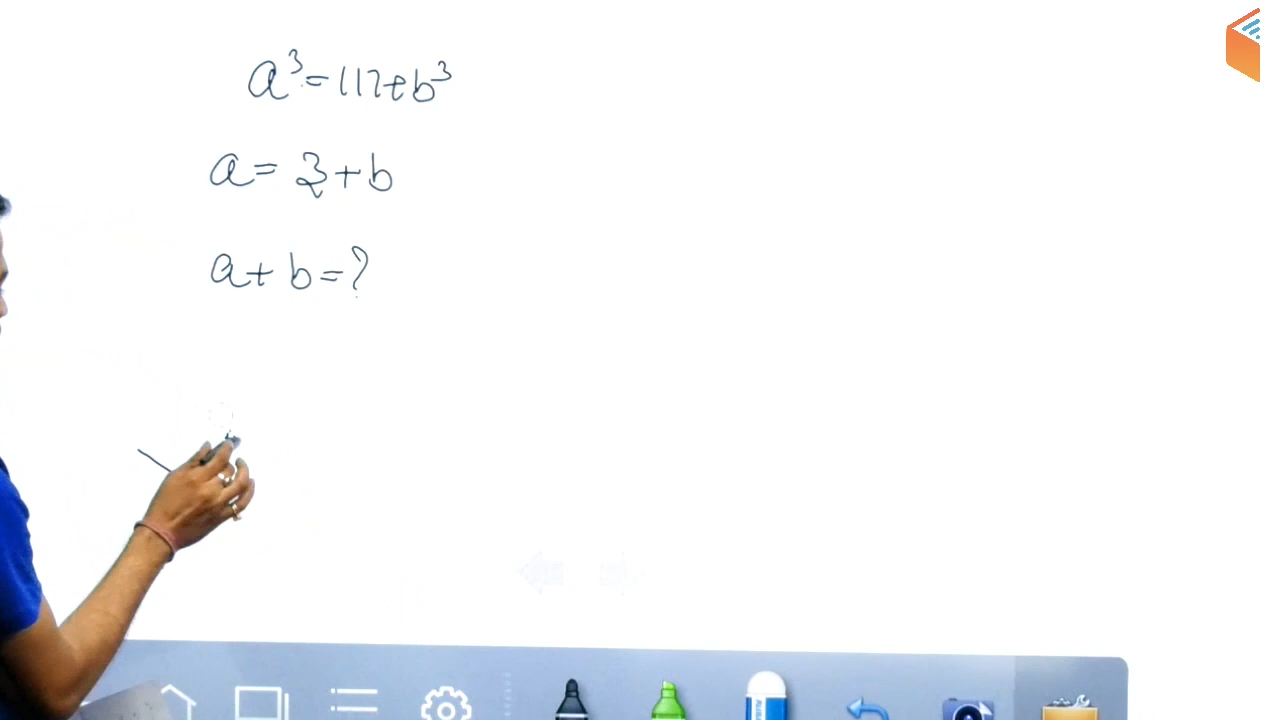 a³=117+b³
a= 3+b
a+ b=?